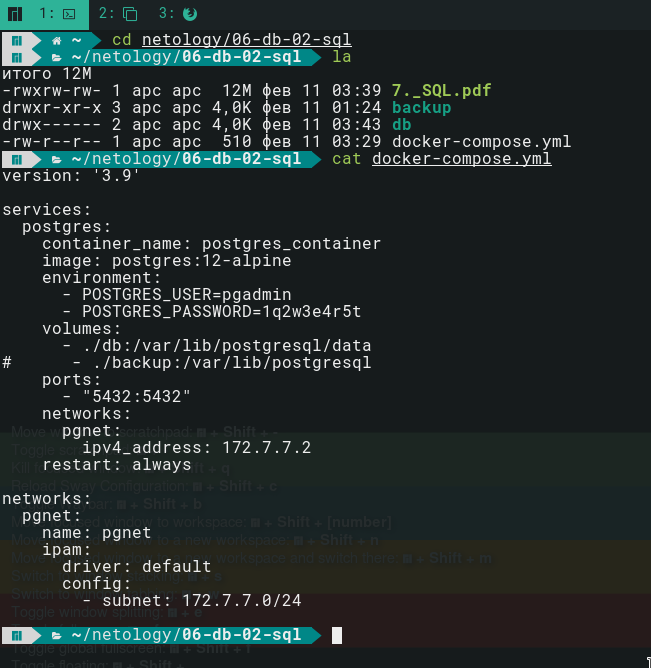 1:
2:
3:
~ cd netology/06-db-02-sql
~/netology/06-db-02-sql la
итого 12M
-rwxrw-rw- 1 apc apc  12M фев 11 03:39 7._SQL.pdf
drwxr-xr-x 3 apc apc 4,0K фев 11 01:24 backup
drwx------ 2 apc apc 4,0K фев 11 03:43 db
-rw-r--r-- 1 apc apc  510 фев 11 03:29 docker-compose.yml
~/netology/06-db-02-sql cat docker-compose.yml
version: '3.9'

services:
  postgres:
    container_name: postgres_container
    image: postgres:12-alpine
    environment:
      - POSTGRES_USER=pgadmin
      - POSTGRES_PASSWORD=1q2w3e4r5t
    volumes:
      - ./db:/var/lib/postgresql/data
#      - ./backup:/var/lib/postgresql
    ports:
      - "5432:5432"
    networks:
      pgnet:
        ipv4_address: 172.7.7.2
    restart: always

networks:
  pgnet:
    name: pgnet
    ipam:
      driver: default
      config:
        - subnet: 172.7.7.0/24

~/netology/06-db-02-sql